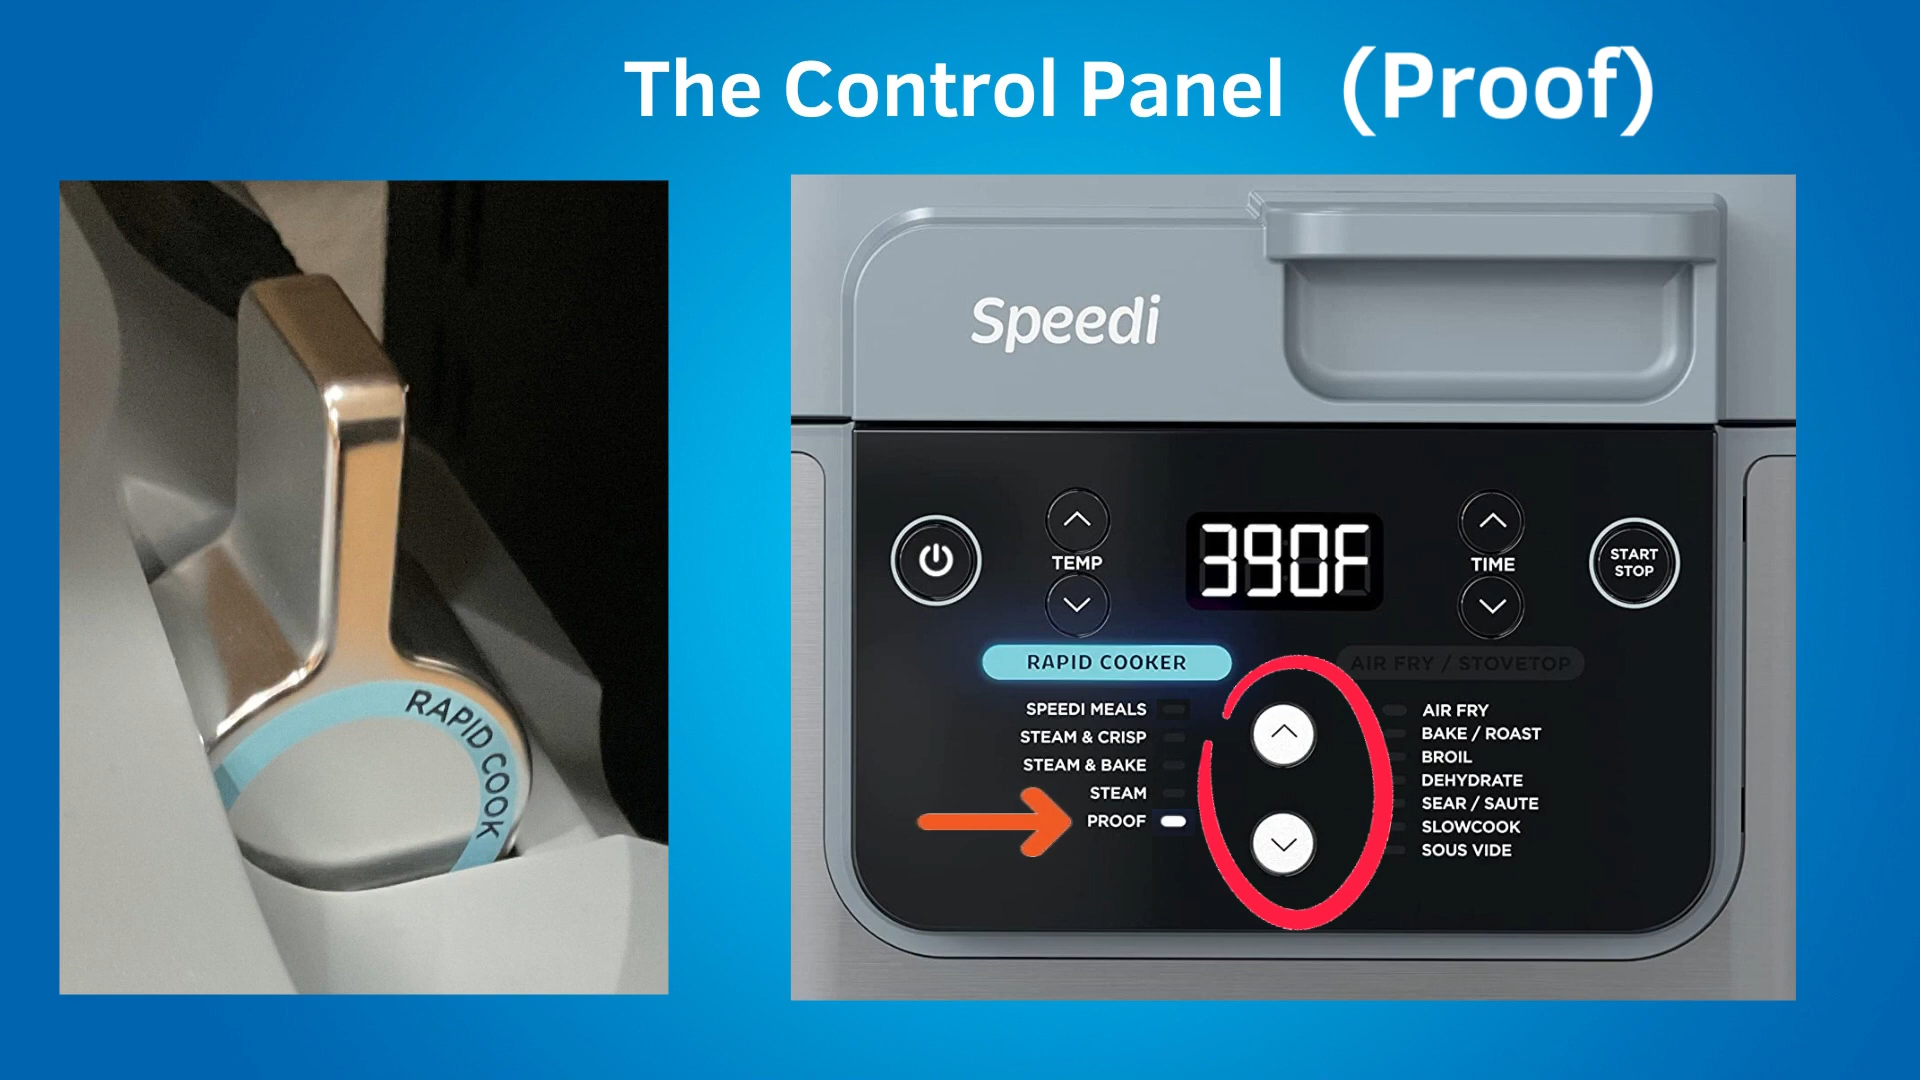 The Control Panel (Proof)
RAPID COOK
Speedi
TEMP
390F
TIME
START
STOP
RAPID COOKER
AIR FRY / STOVETOP
SPEEDI MEALS
STEAM & CRISP
STEAM & BAKE
STEAM
PROOF
AIR FRY
BAKE / ROAST
BROIL
DEHYDRATE
SEAR / SAUTE
SLOWCOOK
SOUS VIDE